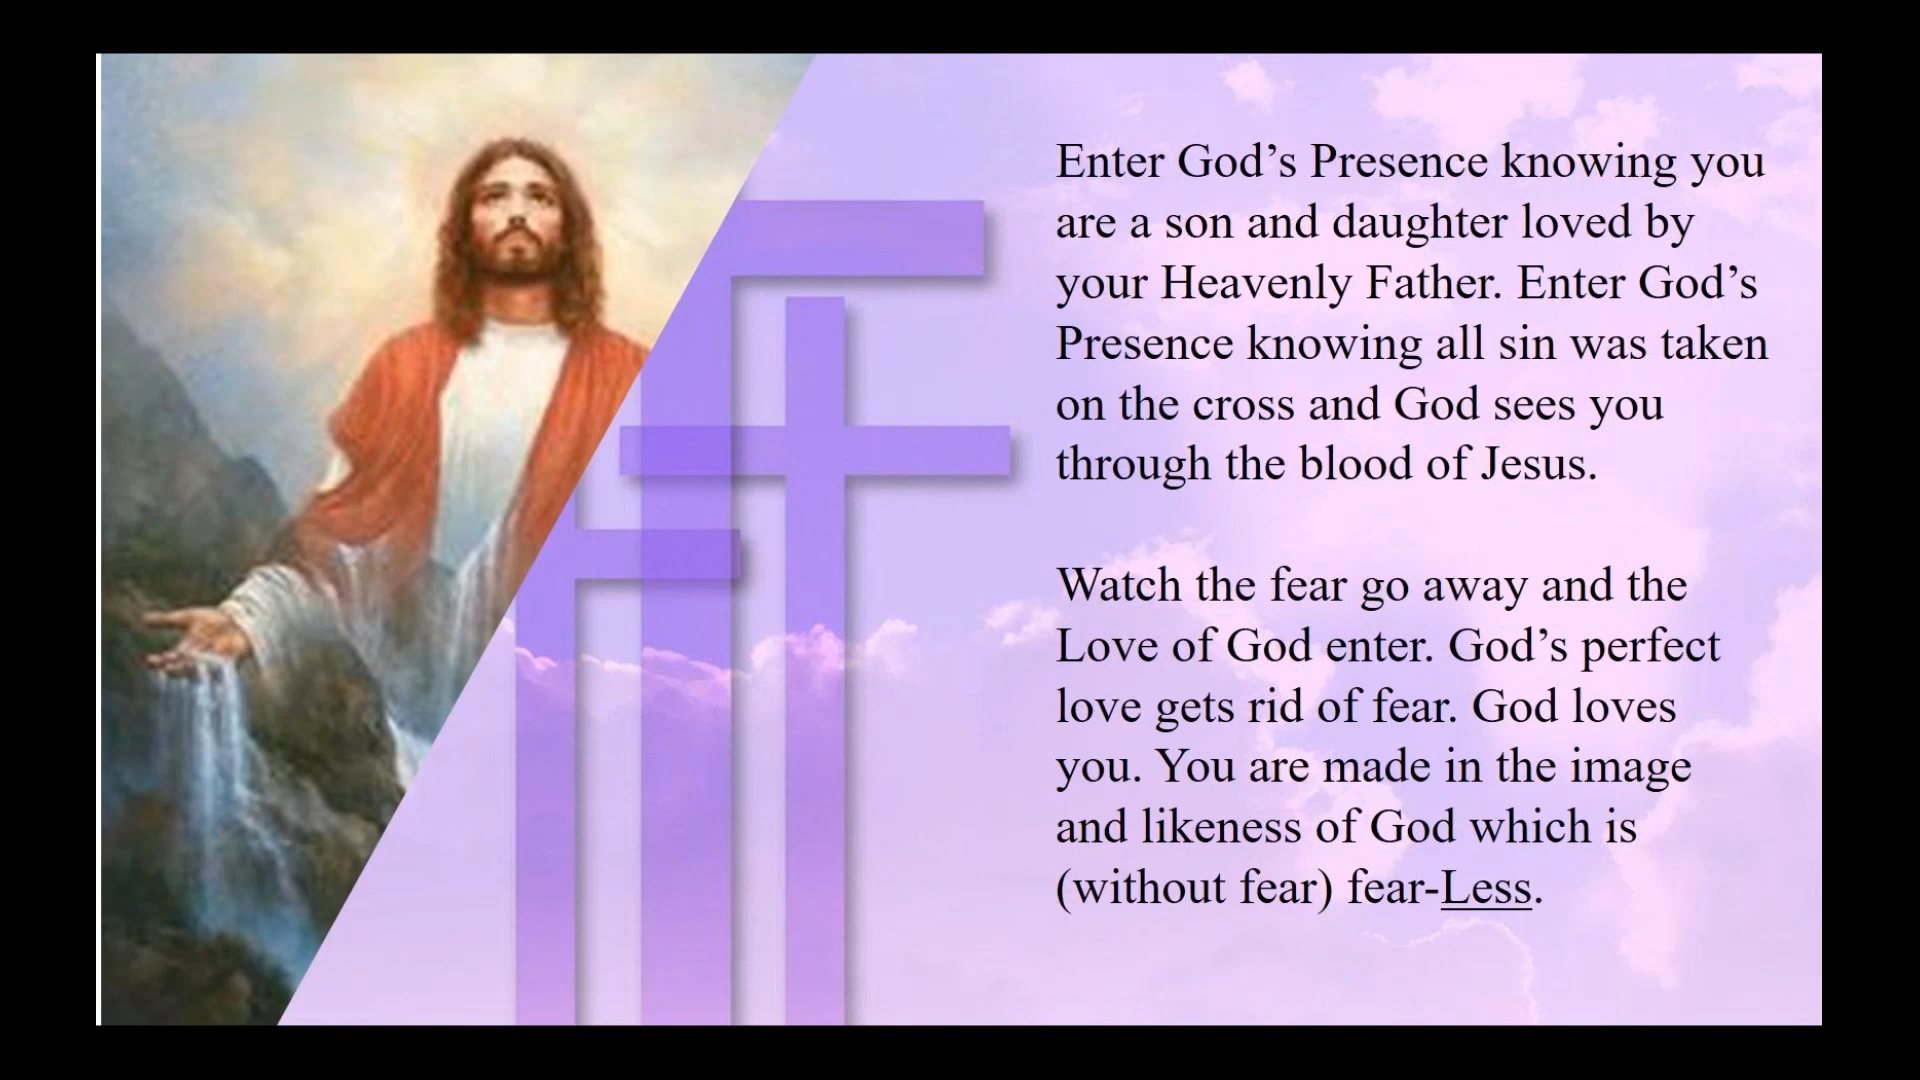 Enter God’s Presence knowing you
are a son and daughter loved by
your Heavenly Father. Enter God’s
Presence knowing all sin was taken
on the cross and God sees you
through the blood of Jesus.
Watch the fear go away and the
Love of God enter. God’s perfect
love gets rid of fear. God loves
you. You are made in the image
and likeness of God which is
(without fear) fear-Less.